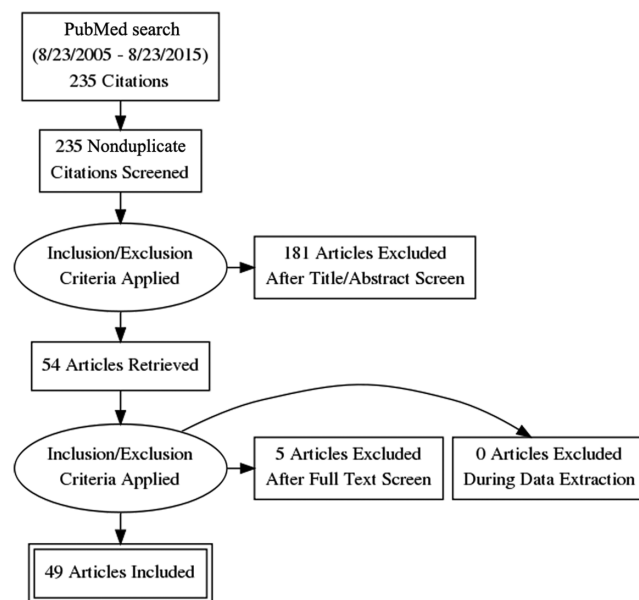 PubMed search
(8/23/2005 - 8/23/2015)
235 Citations
235 Nonduplicate
Citations Screened
Inclusion/Exclusion
Criteria Applied
181 Articles Excluded
After Title/Abstract Screen
54 Articles Retrieved
Inclusion/Exclusion
Criteria Applied
5 Articles Excluded
After Full Text Screen
0 Articles Excluded
During Data Extraction
49 Articles Included